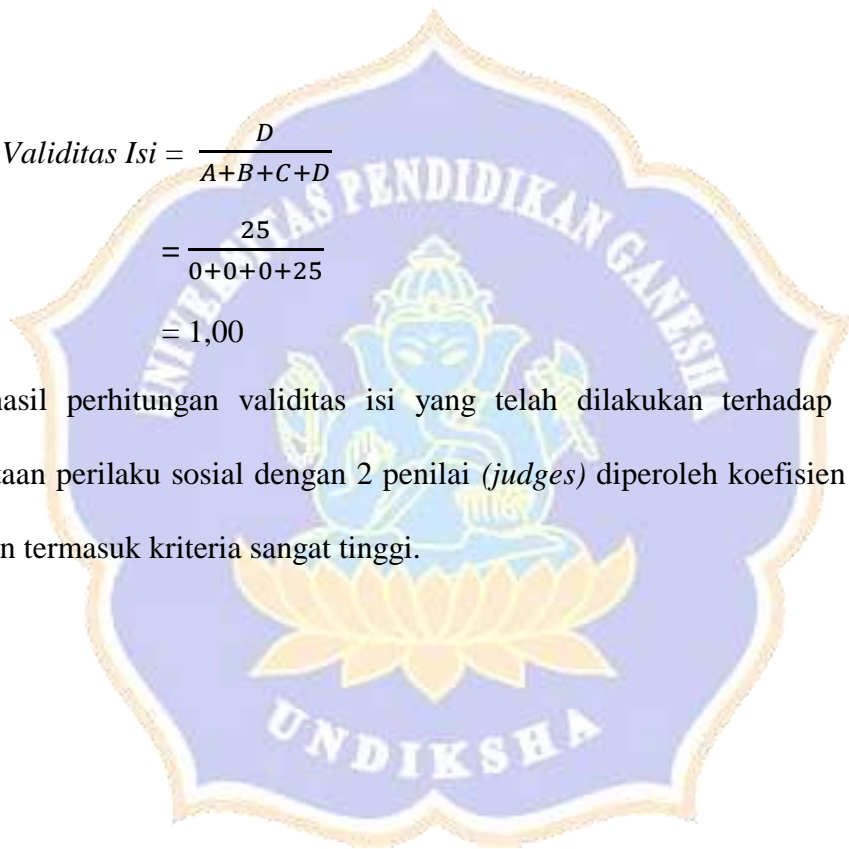 Validitas Isi = D / A+B+C+D
= 25 / 0+0+0+25
= 1,00
hasil perhitungan validitas isi yang telah dilakukan terhadap
taan perilaku sosial dengan 2 penilai (judges) diperoleh koefisien
n termasuk kriteria sangat tinggi.
UNIVERSITAS PENDIDIKAN GANESHA
UNDIKSHA